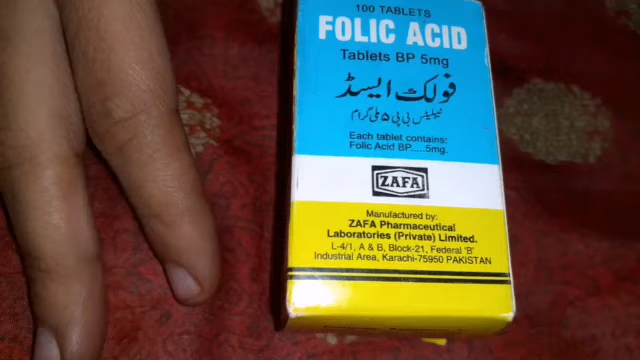 100 TABLETS
FOLIC ACID
Tablets BP 5mg
فولک ایسڈ
ٹیبلیٹس بی پی ۵ ملی گرام
Each tablet contains:
Folic Acid BP.....5mg.
ZAFA
Manufactured by:
ZAFA Pharmaceutical
Laboratories (Private) Limited.
L-4/1, A & B, Block-21, Federal 'B'
Industrial Area, Karachi-75950 PAKISTAN